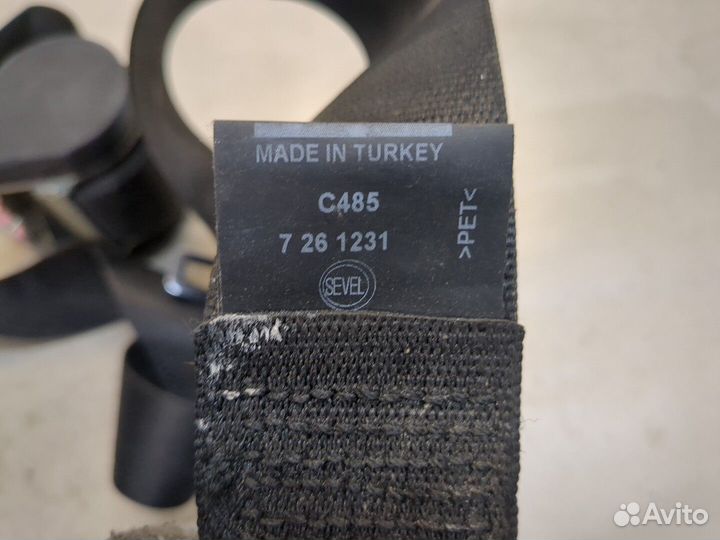 MADE IN TURKEY
C485
7 26 1231
>PET<
SEVEL
Avito